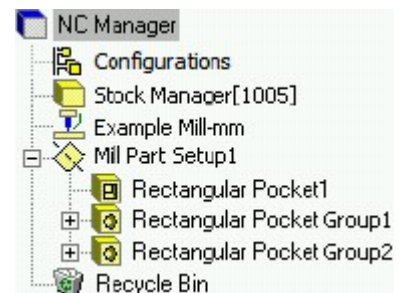 NC Manager
Configurations
Stock Manager[1005]
Example Mill-mm
Mill Part Setup1
Rectangular Pocket1
Rectangular Pocket Group1
Rectangular Pocket Group2
Recycle Bin